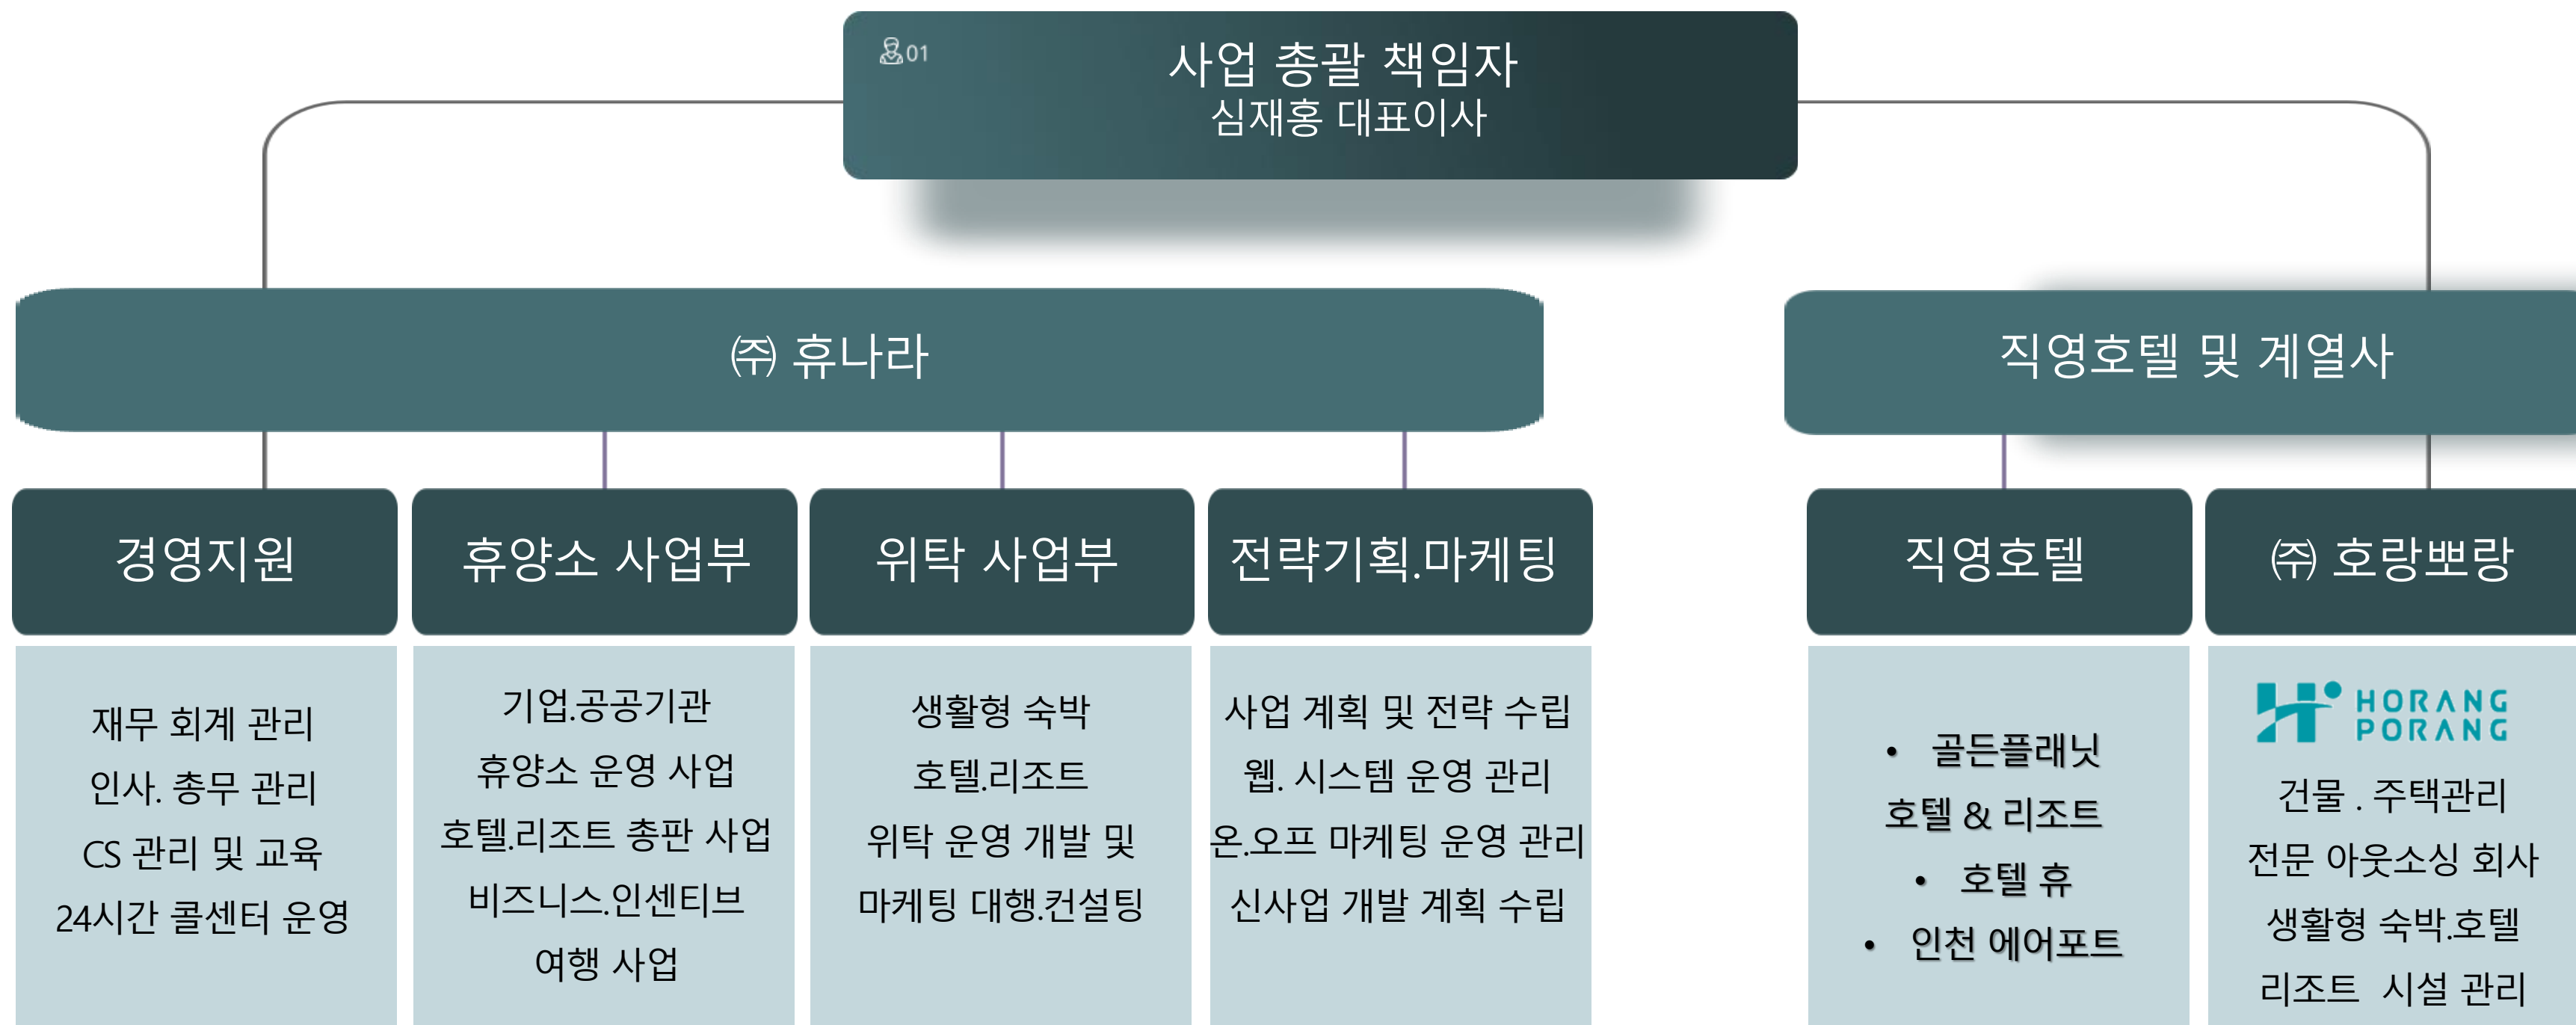 01
사업 총괄 책임자
심재홍 대표이사
㈜ 휴나라
직영호텔 및 계열사
경영지원
휴양소 사업부
위탁 사업부
전략기획.마케팅
직영호텔
㈜ 호랑뽀랑
재무 회계 관리
인사. 총무 관리
CS 관리 및 교육
24시간 콜센터 운영
기업.공공기관
휴양소 운영 사업
호텔.리조트 총판 사업
비즈니스.인센티브
여행 사업
생활형 숙박
호텔.리조트
위탁 운영 개발 및
마케팅 대행.컨설팅
사업 계획 및 전략 수립
웹. 시스템 운영 관리
온.오프 마케팅 운영 관리
신사업 개발 계획 수립
• 골든플래닛
호텔 & 리조트
• 호텔 휴
• 인천 에어포트
HORANG
PORANG
건물 . 주택관리
전문 아웃소싱 회사
생활형 숙박.호텔
리조트 시설 관리